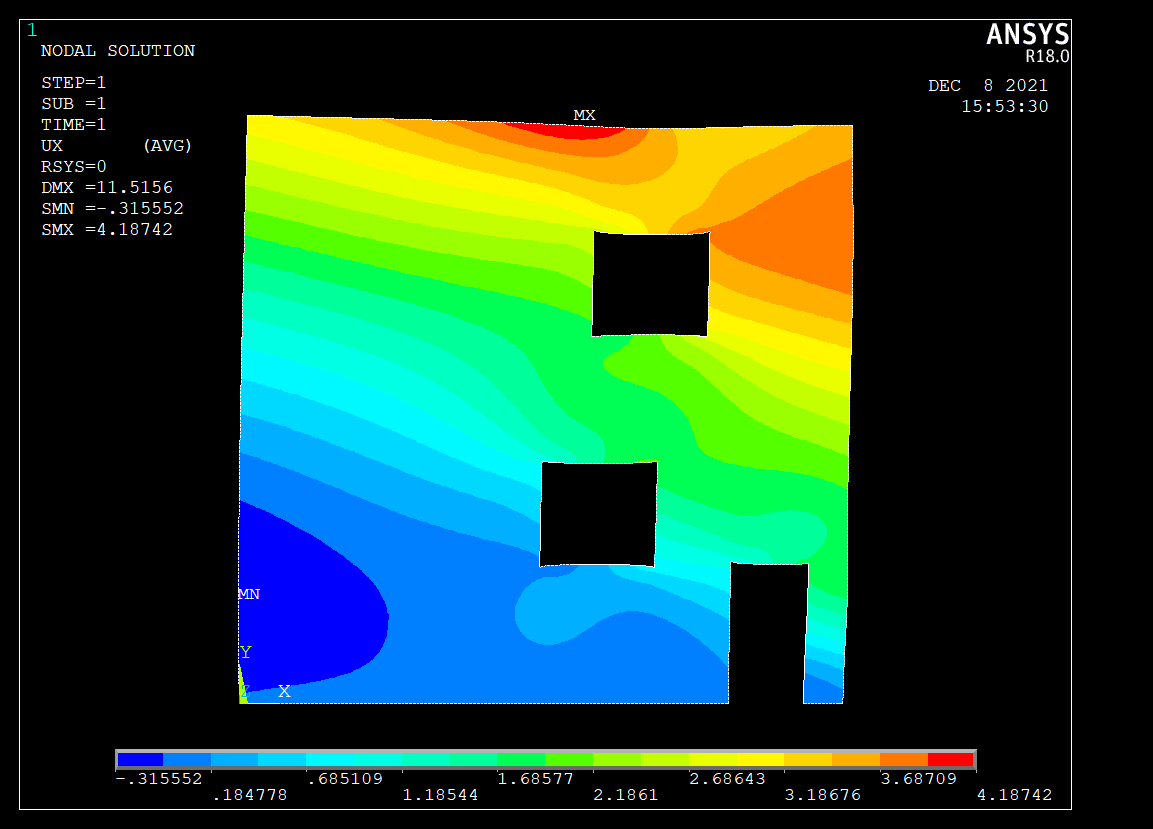 1
ANSYS
R18.0
NODAL SOLUTION
STEP=1
SUB =1
TIME=1
UX (AVG)
RSYS=0
DMX =11.5156
SMN =-.315552
SMX =4.18742
DEC 8 2021
15:53:30
MX
MN
Y
Z X
-.315552 .685109 1.68577 2.68643 3.68709
.184778 1.18544 2.1861 3.18676 4.18742